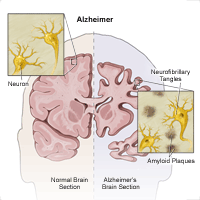 Alzheimer
Neurofibrillary
Tangles
Neuron
Amyloid Plaques
Normal Brain
Section
Alzheimer's
Brain Section